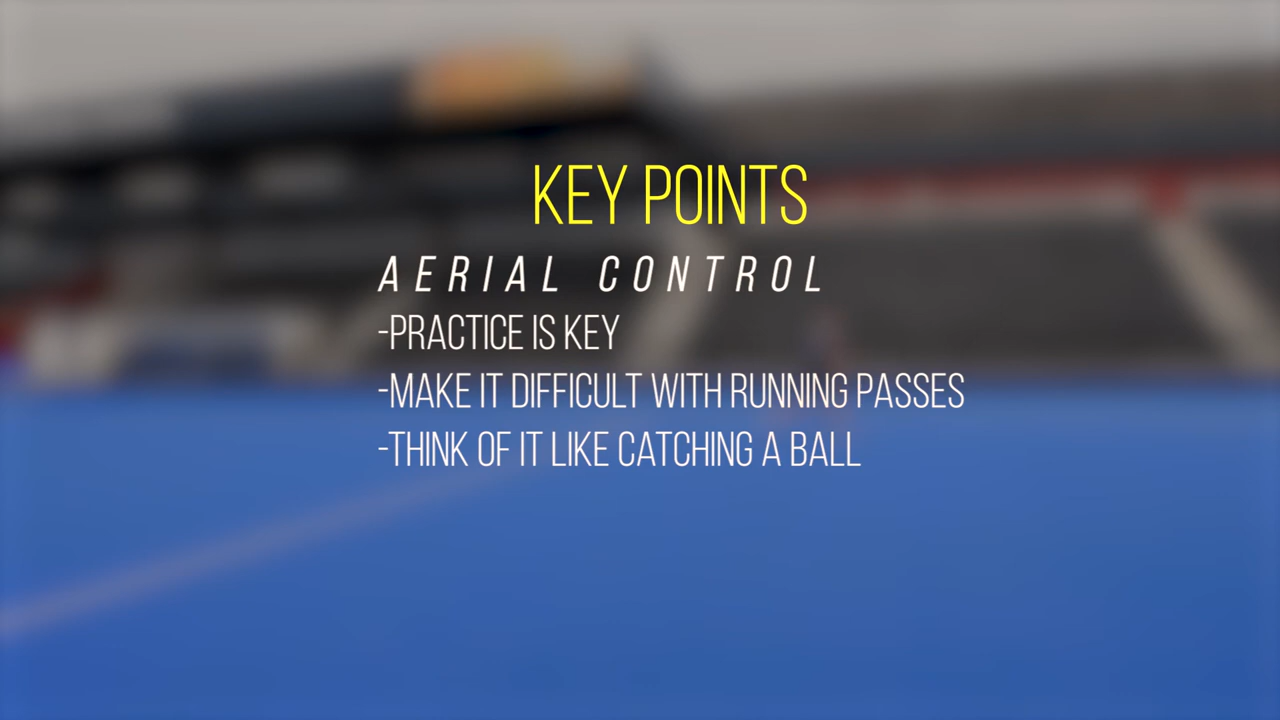 KEY POINTS
AERIAL CONTROL
-PRACTICE IS KEY
-MAKE IT DIFFICULT WITH RUNNING PASSES
-THINK OF IT LIKE CATCHING A BALL